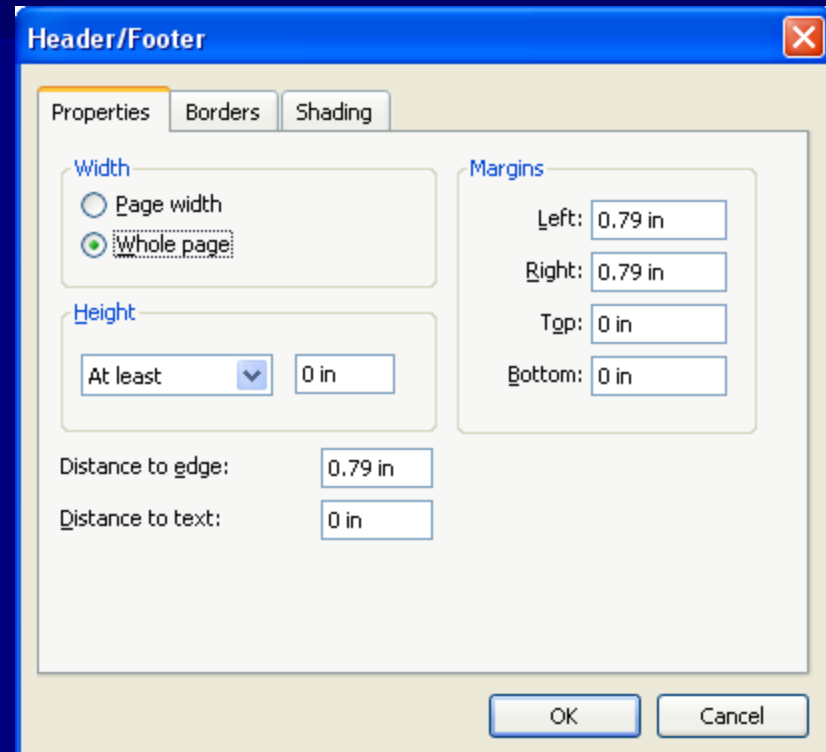 Header/Footer
Properties Borders Shading
Width
Page width
Whole page
Height
At least 0 in
Distance to edge: 0.79 in
Distance to text: 0 in
Margins
Left: 0.79 in
Right: 0.79 in
Top: 0 in
Bottom: 0 in
OK Cancel